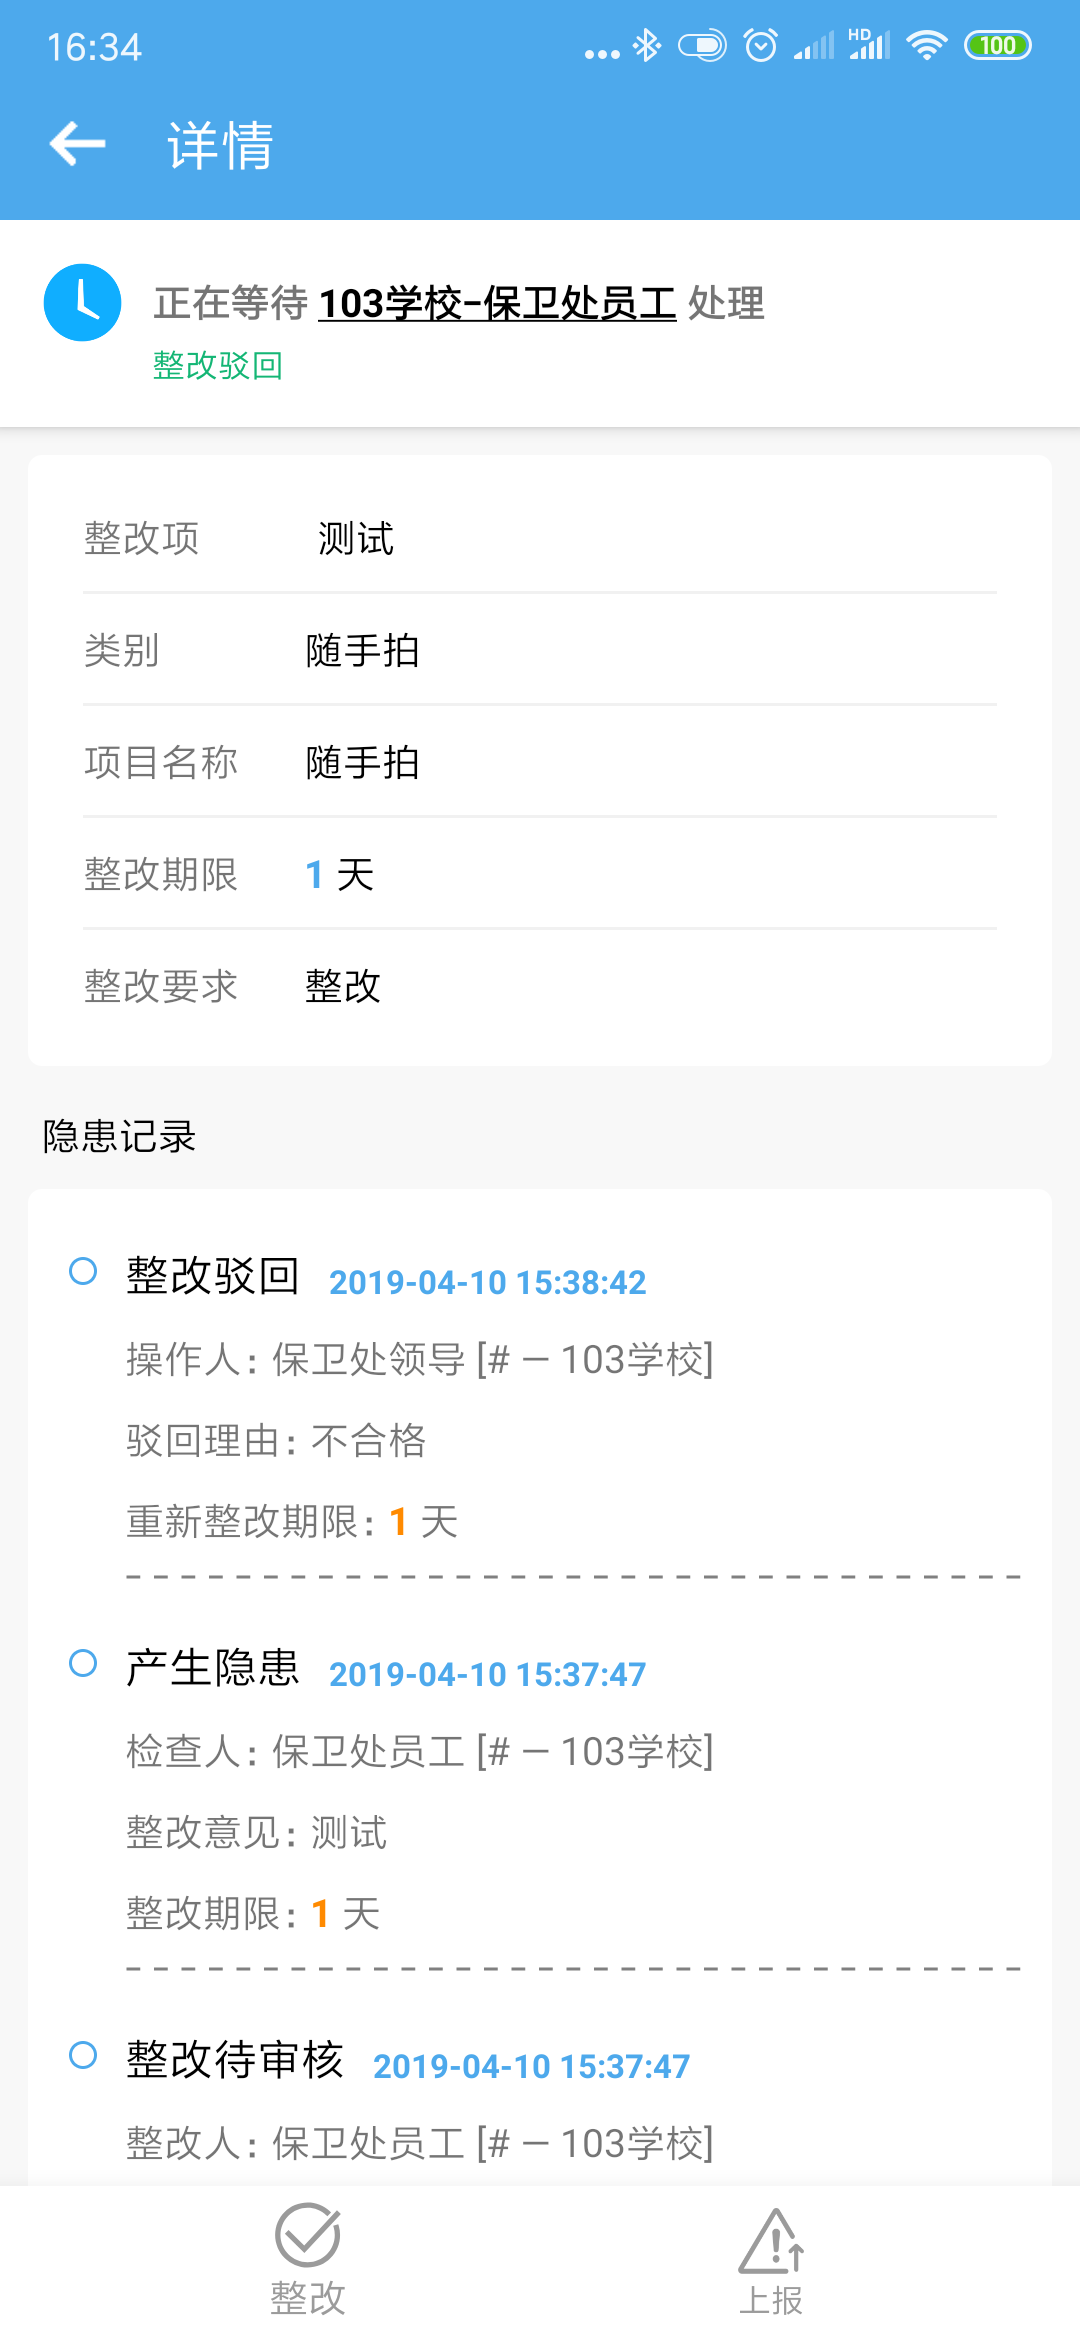 16:34
HD
100
详情
正在等待 103学校-保卫处员工 处理
整改驳回
整改项 测试
类别 随手拍
项目名称 随手拍
整改期限 1 天
整改要求 整改
隐患记录
整改驳回 2019-04-10 15:38:42
操作人: 保卫处领导 [# — 103学校]
驳回理由: 不合格
重新整改期限: 1 天
产生隐患 2019-04-10 15:37:47
检查人: 保卫处员工 [# — 103学校]
整改意见: 测试
整改期限: 1 天
整改待审核 2019-04-10 15:37:47
整改人: 保卫处员工 [# — 103学校]
整改 上报